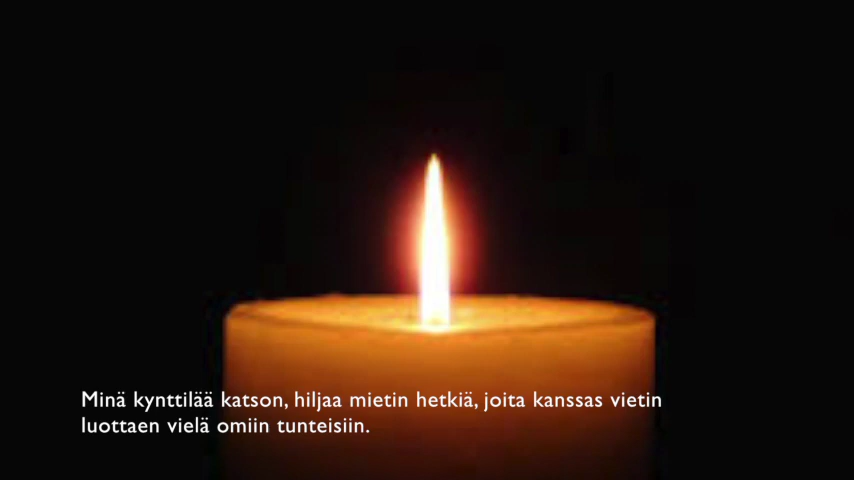 Minä kynttilää katson, hiljaa mietin hetkiä, joita kanssas vietin
luottaen vielä omiin tunteisiin.